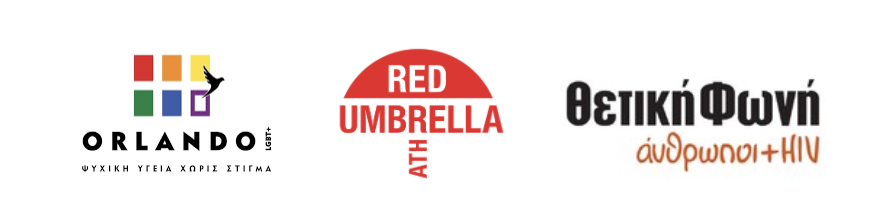 ORLANDO
LGBT+
ΨΥΧΙΚΗ ΥΓΕΙΑ ΧΩΡΙΣ ΣΤΙΓΜΑ
RED
UMBRELLA
ATH
ΘετικήΦωνή
άνθρωποι+HIV